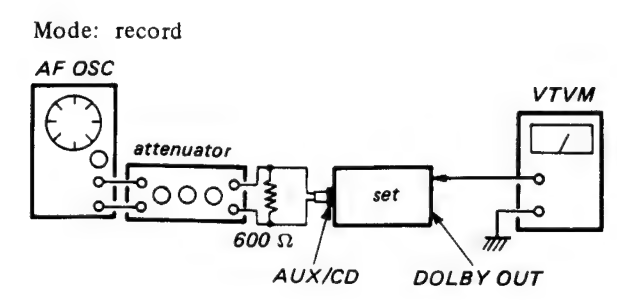 Mode: record
AF OSC
VTVM
attenuator
set
600 Ω
AUX/CD
DOLBY OUT